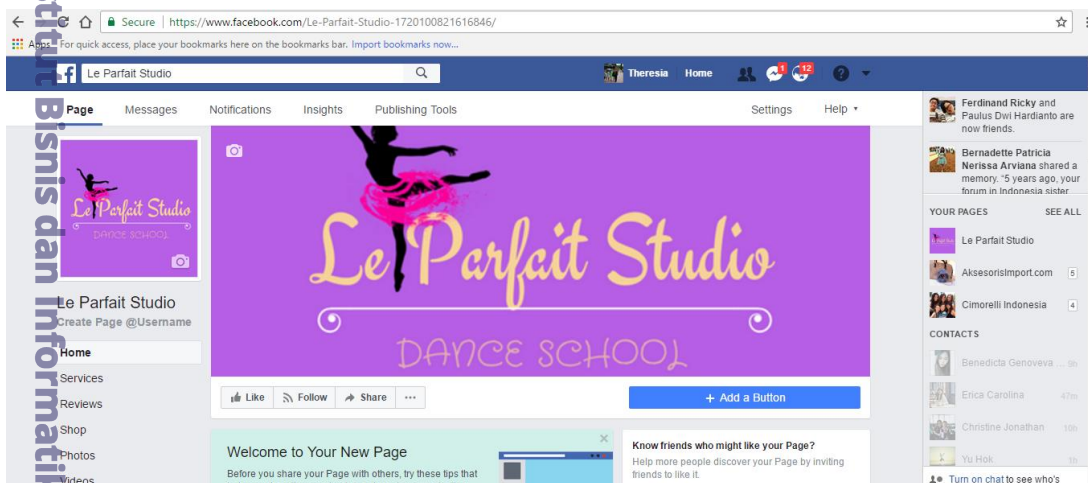 Secure | https://www.facebook.com/Le-Parfait-Studio-1720100821616846/
Apps For quick access, place your bookmarks here on the bookmarks bar. Import bookmarks now...
Le Parfait Studio
Theresia Home 1 12
Page Messages Notifications Insights Publishing Tools Settings Help
Le Parfait Studio
DANCE SCHOOL
Le Parfait Studio
Create Page @Username
Home
Services
Reviews
Shop
Photos
Videos
Le Parfait Studio
DANCE SCHOOL
Like Follow Share ...
+ Add a Button
Welcome to Your New Page
Before you share your Page with others, try these tips that
Know friends who might like your Page?
Help more people discover your Page by inviting
friends to like it.
Ferdinand Ricky and
Paulus Dwi Hardianto are
now friends.
Bernadette Patricia
Nerissa Arviana shared a
memory. "5 years ago, your
forum in Indonesia sister
YOUR PAGES SEE ALL
Le Parfait Studio
AksesorisImport.com 5
Cimorelli Indonesia 4
CONTACTS
Benedicta Genoveva ... 9h
Erica Carolina 47m
Christine Jonathan 16h
Yu Hok 1h
Turn on chat to see who's
Bisnis dan Informati